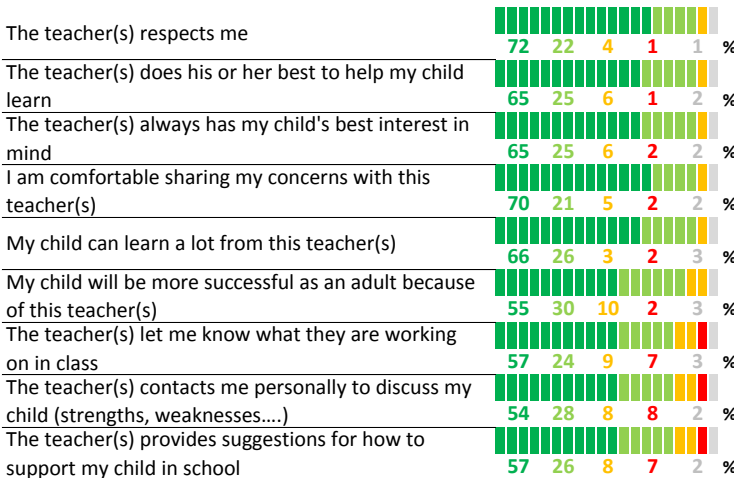 The teacher(s) respects me
72 22 4 1 1 %
The teacher(s) does his or her best to help my child
learn
65 25 6 1 2 %
The teacher(s) always has my child's best interest in
mind
65 25 6 2 2 %
I am comfortable sharing my concerns with this
teacher(s)
70 21 5 2 2 %
My child can learn a lot from this teacher(s)
66 26 3 2 3 %
My child will be more successful as an adult because
of this teacher(s)
55 30 10 2 3 %
The teacher(s) let me know what they are working
on in class
57 24 9 7 3 %
The teacher(s) contacts me personally to discuss my
child (strengths, weaknesses....)
54 28 8 8 2 %
The teacher(s) provides suggestions for how to
support my child in school
57 26 8 7 2 %